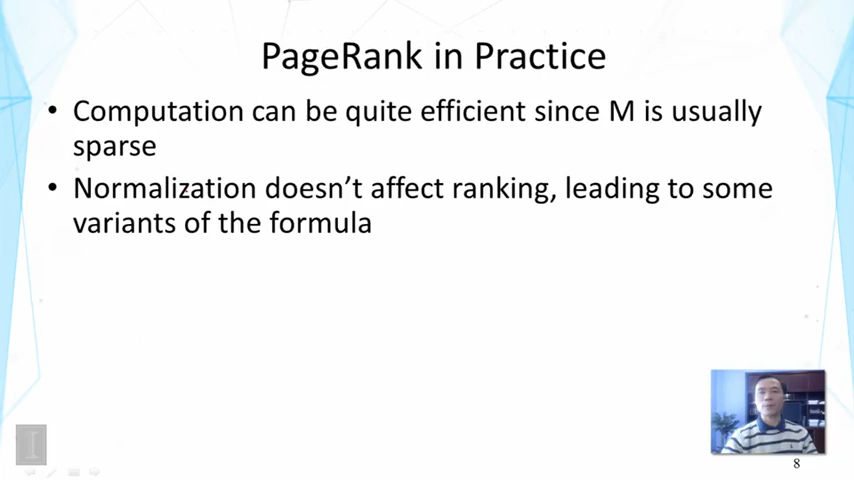 PageRank in Practice
• Computation can be quite efficient since M is usually
sparse
• Normalization doesn't affect ranking, leading to some
variants of the formula
I
8